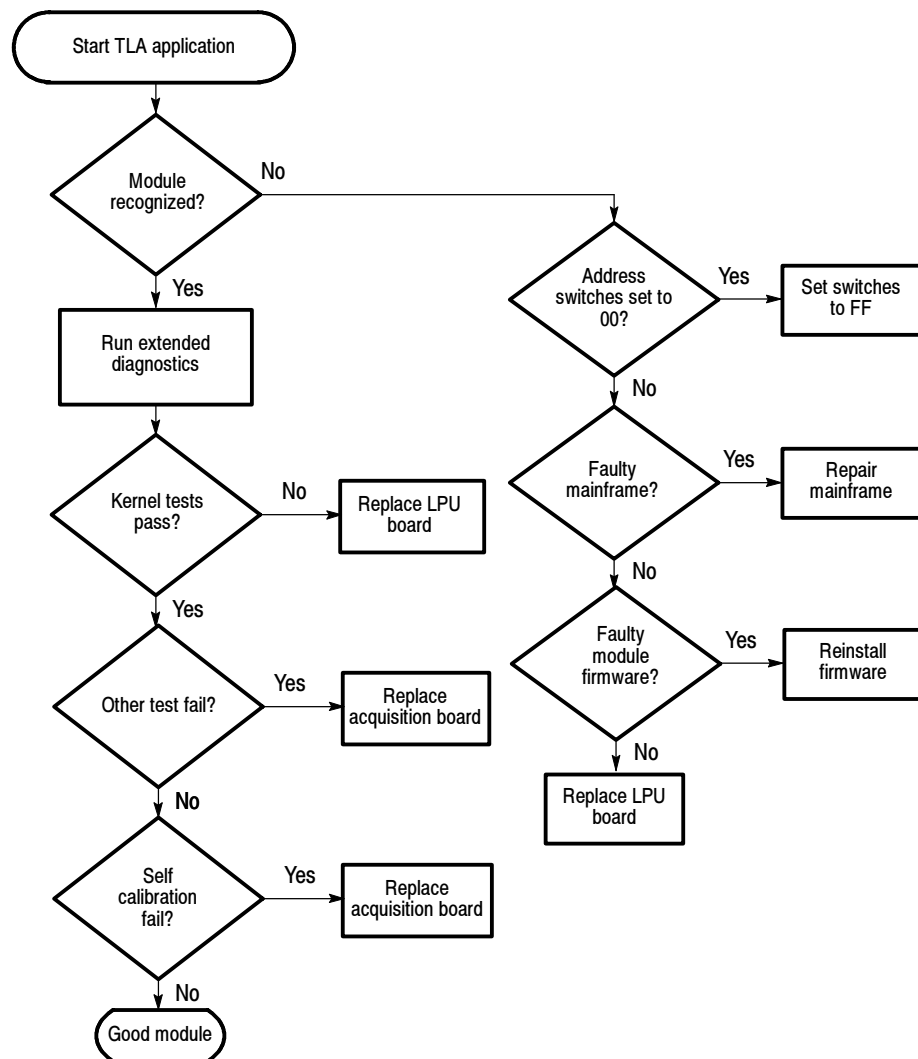 Start TLA application
Module
recognized?
No
Yes
Run extended
diagnostics
Kernel tests
pass?
No
Replace LPU
board
Yes
Other test fail?
Yes
Replace
acquisition board
No
Self
calibration
fail?
Yes
Replace
acquisition board
No
Good module
Address
switches set to
00?
Yes
Set switches
to FF
No
Faulty
mainframe?
Yes
Repair
mainframe
No
Faulty
module
firmware?
Yes
Reinstall
firmware
No
Replace LPU
board